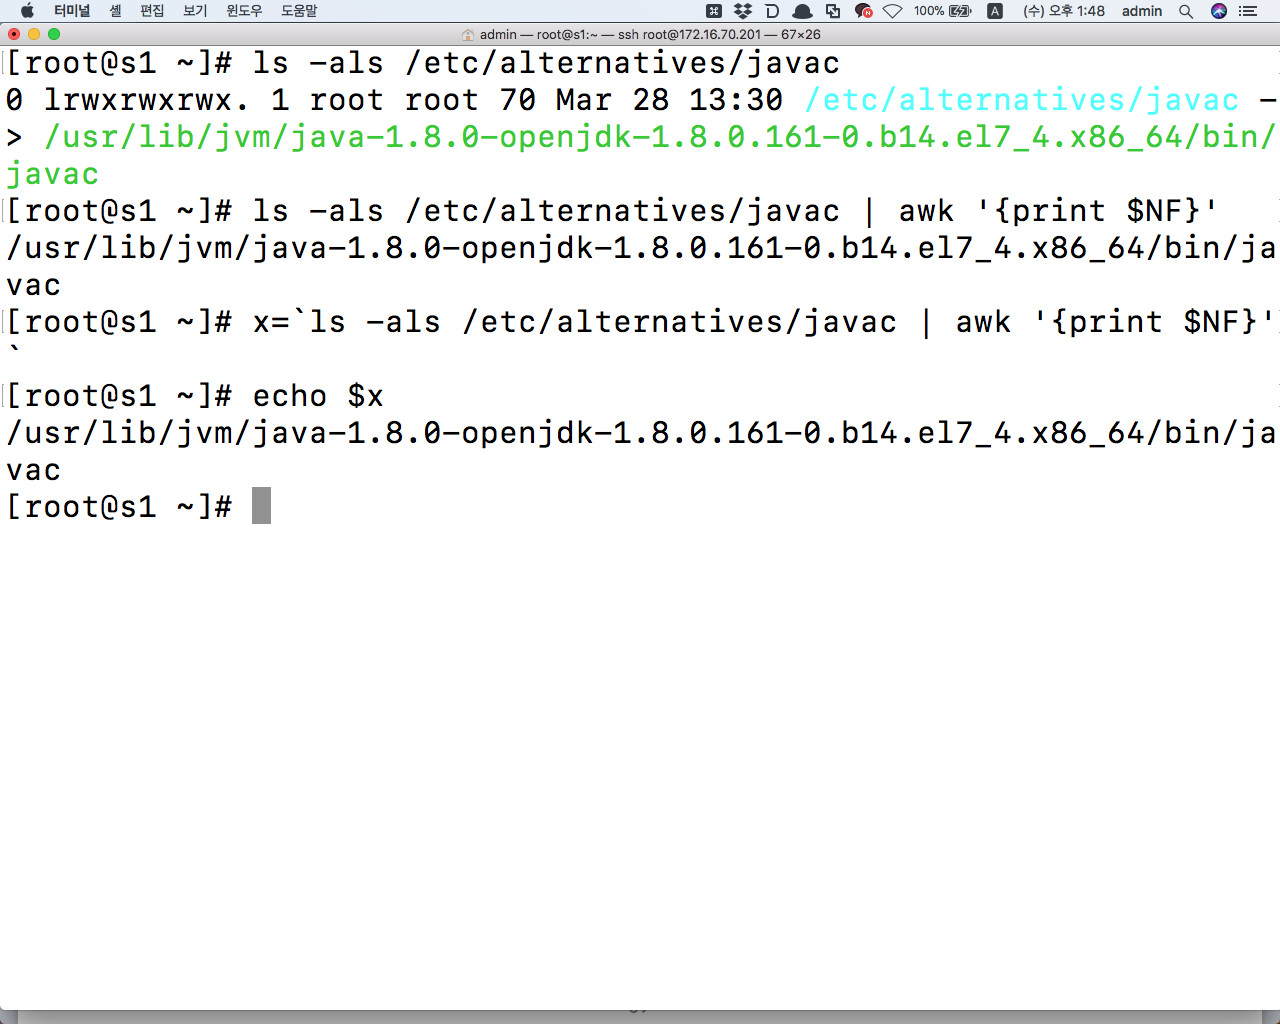 터미널 셸 편집 보기 윈도우 도움말 100% A (수) 오후 1:48 admin
admin — root@s1:~ — ssh root@172.16.70.201 — 67×26
[root@s1 ~]# ls -als /etc/alternatives/javac
0 lrwxrwxrwx. 1 root root 70 Mar 28 13:30 /etc/alternatives/javac -
> /usr/lib/jvm/java-1.8.0-openjdk-1.8.0.161-0.b14.el7_4.x86_64/bin/
javac
[root@s1 ~]# ls -als /etc/alternatives/javac | awk '{print $NF}'
/usr/lib/jvm/java-1.8.0-openjdk-1.8.0.161-0.b14.el7_4.x86_64/bin/ja
vac
[root@s1 ~]# x=`ls -als /etc/alternatives/javac | awk '{print $NF}'
`
[root@s1 ~]# echo $x
/usr/lib/jvm/java-1.8.0-openjdk-1.8.0.161-0.b14.el7_4.x86_64/bin/ja
vac
[root@s1 ~]#